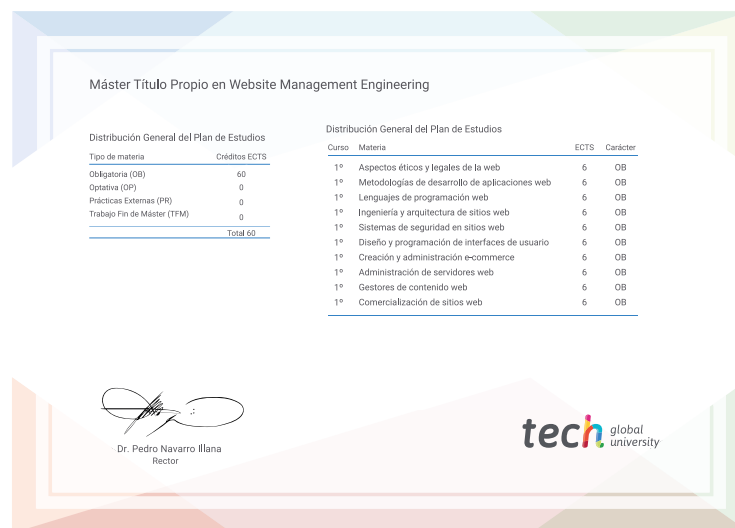 Máster Título Propio en Website Management Engineering
Distribución General del Plan de Estudios
Tipo de materia Créditos ECTS
Obligatoria (OB) 60
Optativa (OP) 0
Prácticas Externas (PR) 0
Trabajo Fin de Máster (TFM) 0
Total 60
Distribución General del Plan de Estudios
Curso Materia ECTS Carácter
1º Aspectos éticos y legales de la web 6 OB
1º Metodologías de desarrollo de aplicaciones web 6 OB
1º Lenguajes de programación web 6 OB
1º Ingeniería y arquitectura de sitios web 6 OB
1º Sistemas de seguridad en sitios web 6 OB
1º Diseño y programación de interfaces de usuario 6 OB
1º Creación y administración e-commerce 6 OB
1º Administración de servidores web 6 OB
1º Gestores de contenido web 6 OB
1º Comercialización de sitios web 6 OB
Dr. Pedro Navarro Illana
Rector
tech global
university